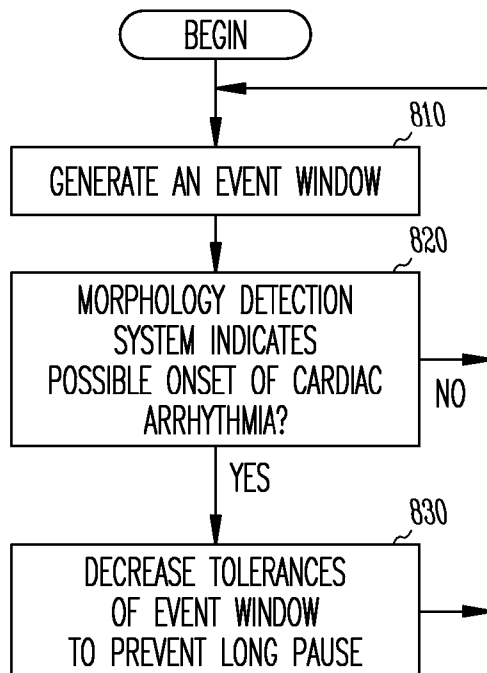 BEGIN
810
GENERATE AN EVENT WINDOW
820
MORPHOLOGY DETECTION
SYSTEM INDICATES
POSSIBLE ONSET OF CARDIAC
ARRHYTHMIA?
NO
YES
830
DECREASE TOLERANCES
OF EVENT WINDOW
TO PREVENT LONG PAUSE